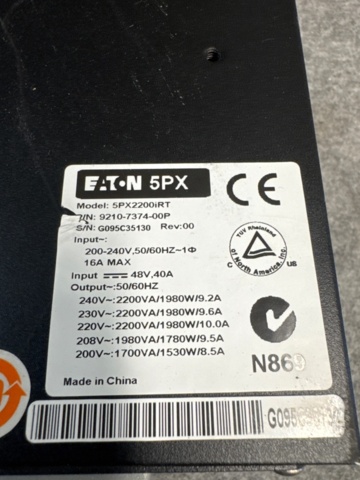 EATON 5PX
CE
Model: 5PX2200iRT
P/N: 9210-7374-00P
S/N: G095C35130 Rev:00
Input~:
200-240V,50/60HZ~1Φ
16A MAX
Input ⎓ 48V,40A
Output~:50/60HZ
240V~:2200VA/1980W/9.2A
230V~:2200VA/1980W/9.6A
220V~:2200VA/1980W/10.0A
208V~:1980VA/1780W/9.5A
200V~:1700VA/1530W/8.5A
TUV Rheinland
of North America, Inc.
C US
N869
Made in China